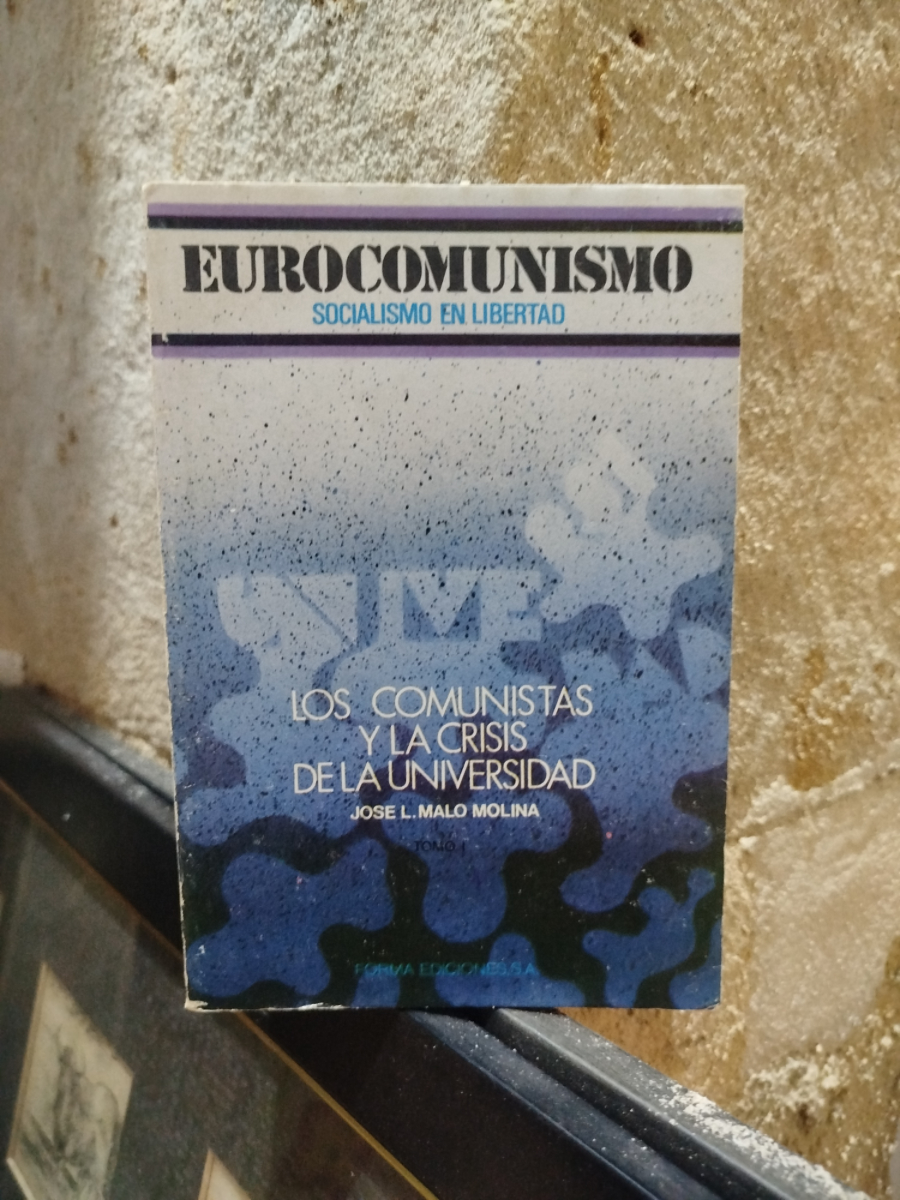 EUROCOMUNISMO
SOCIALISMO EN LIBERTAD
LOS COMUNISTAS
Y LA CRISIS
DE LA UNIVERSIDAD
JOSE L. MALO MOLINA
TOMO I
FORMA EDICIONES, S.A.